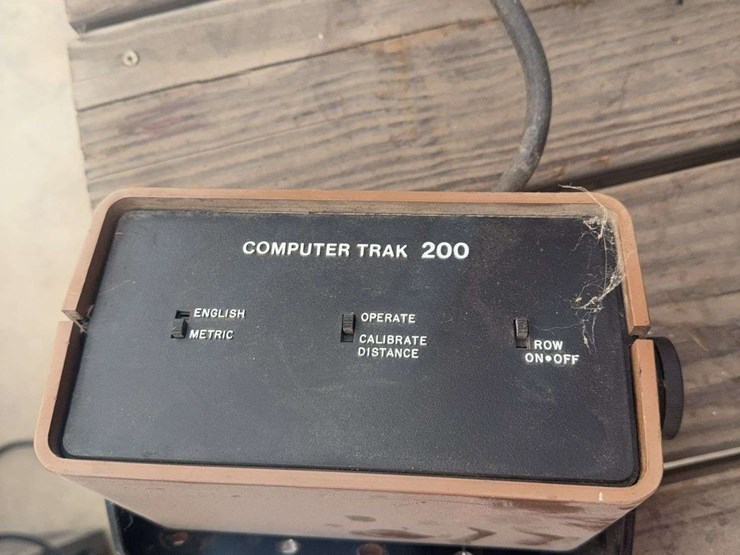 COMPUTER TRAK 200
ENGLISH
METRIC
OPERATE
CALIBRATE
DISTANCE
ROW
ON●OFF